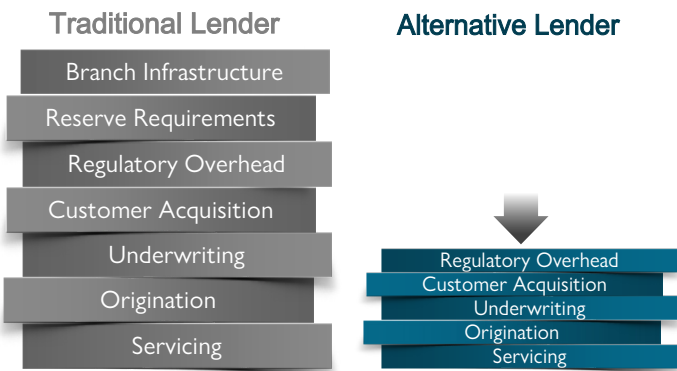 Traditional Lender
Branch Infrastructure
Reserve Requirements
Regulatory Overhead
Customer Acquisition
Underwriting
Origination
Servicing
Alternative Lender
Regulatory Overhead
Customer Acquisition
Underwriting
Origination
Servicing